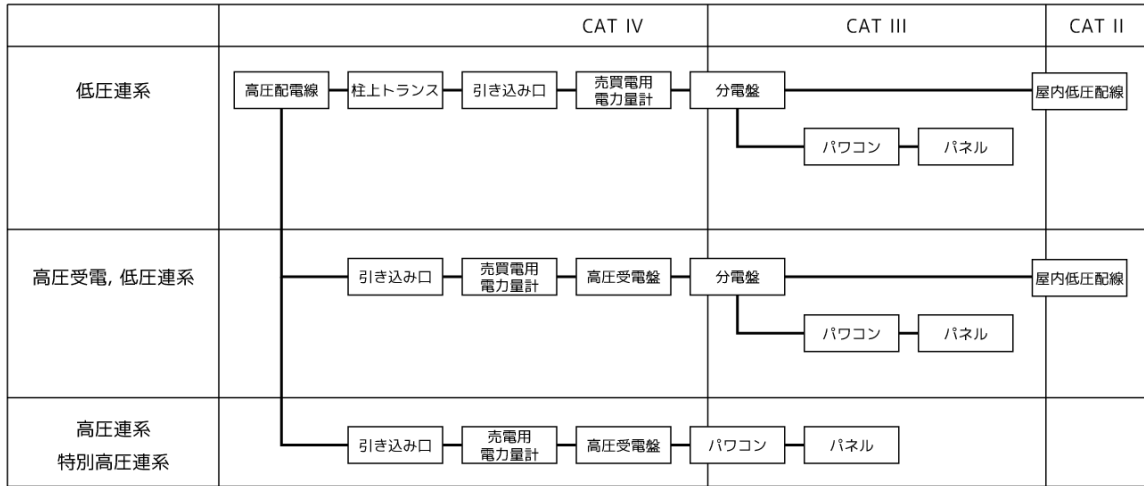 CAT IV
CAT III
CAT II
低圧連系
高圧配電線
柱上トランス
引き込み口
売買電用
電力量計
分電盤
屋内低圧配線
パワコン
パネル
高圧受電, 低圧連系
引き込み口
売買電用
電力量計
高圧受電盤
分電盤
屋内低圧配線
パワコン
パネル
高圧連系
特別高圧連系
引き込み口
売電用
電力量計
高圧受電盤
パワコン
パネル